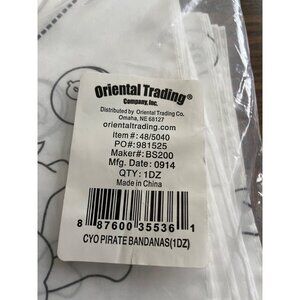 Oriental Trading®
Company, Inc.
Distributed by Oriental Trading Co.
Omaha, NE 68127
orientaltrading.com
Item #: 48/5040
PO#: 981525
Maker#: BS200
Mfg. Date: 0914
QTY: 1DZ
Made in China
8 87600 35536 1
CYO PIRATE BANDANAS(1DZ)